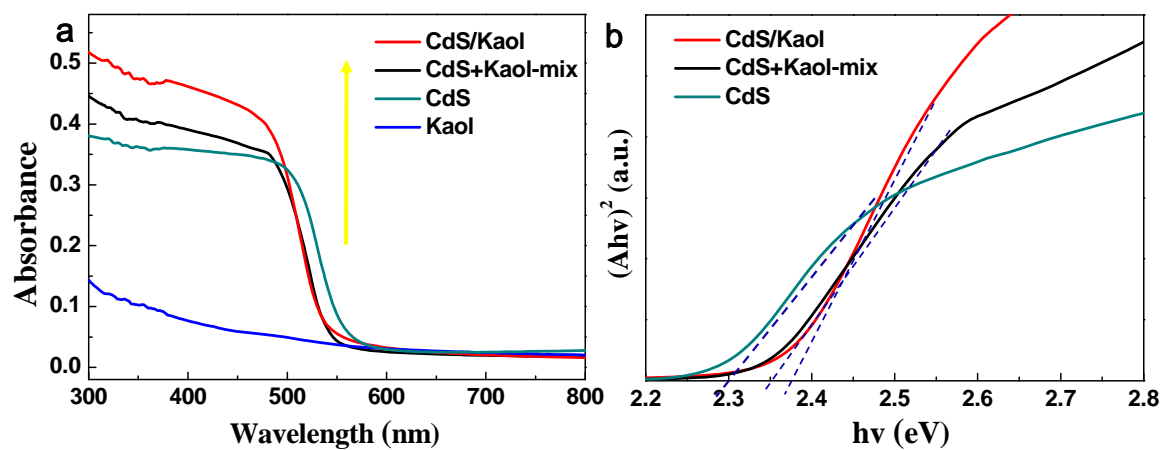 a
CdS/Kaol
CdS+Kaol-mix
CdS
Kaol
0.5
0.4
0.3
0.2
0.1
0.0
Absorbance
300 400 500 600 700 800
Wavelength (nm)
b
CdS/Kaol
CdS+Kaol-mix
CdS
(Ahv)² (a.u.)
2.2 2.3 2.4 2.5 2.6 2.7 2.8
hv (eV)